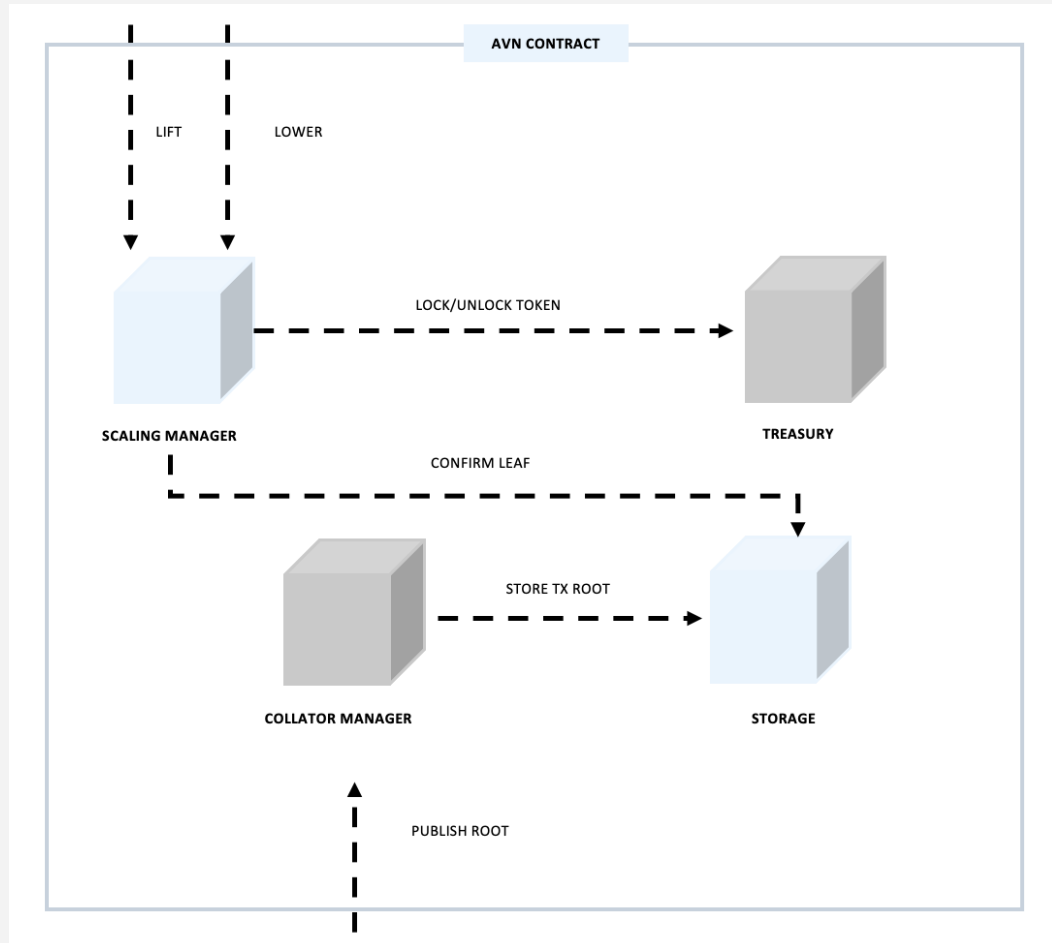 AVN CONTRACT
LIFT
LOWER
LOCK/UNLOCK TOKEN
SCALING MANAGER
TREASURY
CONFIRM LEAF
STORE TX ROOT
COLLATOR MANAGER
STORAGE
PUBLISH ROOT